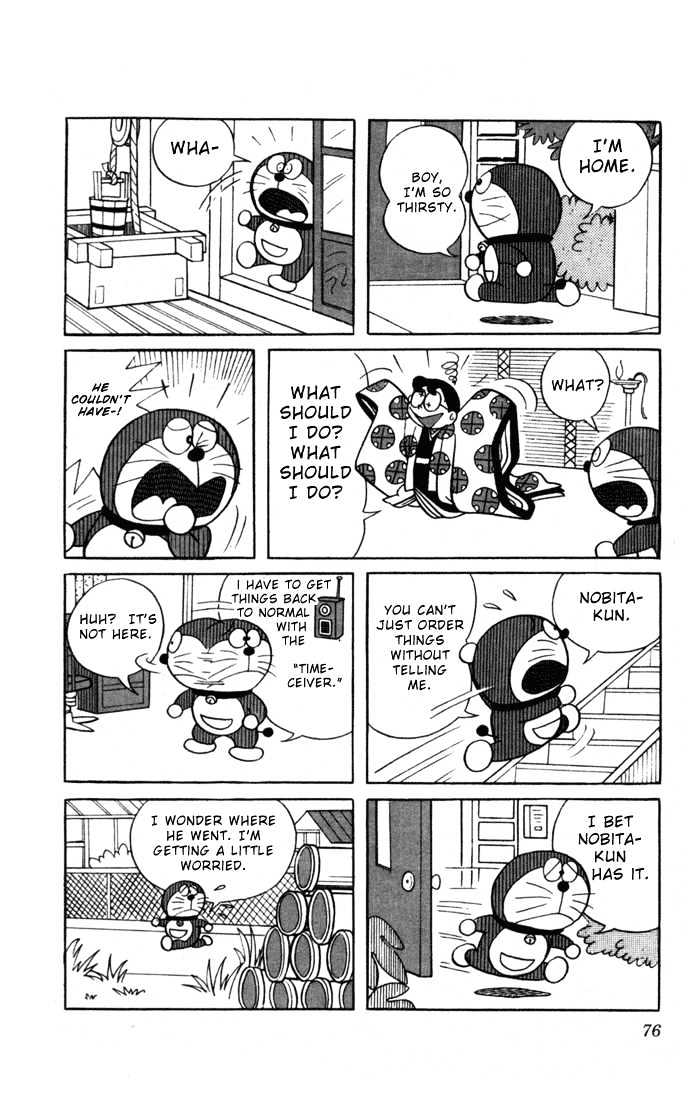 I'M
HOME.
BOY,
I'M SO
THIRSTY.
WHA-
WHAT?
WHAT
SHOULD
I DO?
WHAT
SHOULD
I DO?
HE
COULDN'T
HAVE-!
NOBITA-
KUN.
YOU CAN'T
JUST ORDER
THINGS
WITHOUT
TELLING
ME.
I HAVE TO GET
THINGS BACK
TO NORMAL
WITH
THE
"TIME-
CEIVER."
HUH? IT'S
NOT HERE.
I BET
NOBITA-
KUN
HAS IT.
I WONDER WHERE
HE WENT. I'M
GETTING A LITTLE
WORRIED.
76